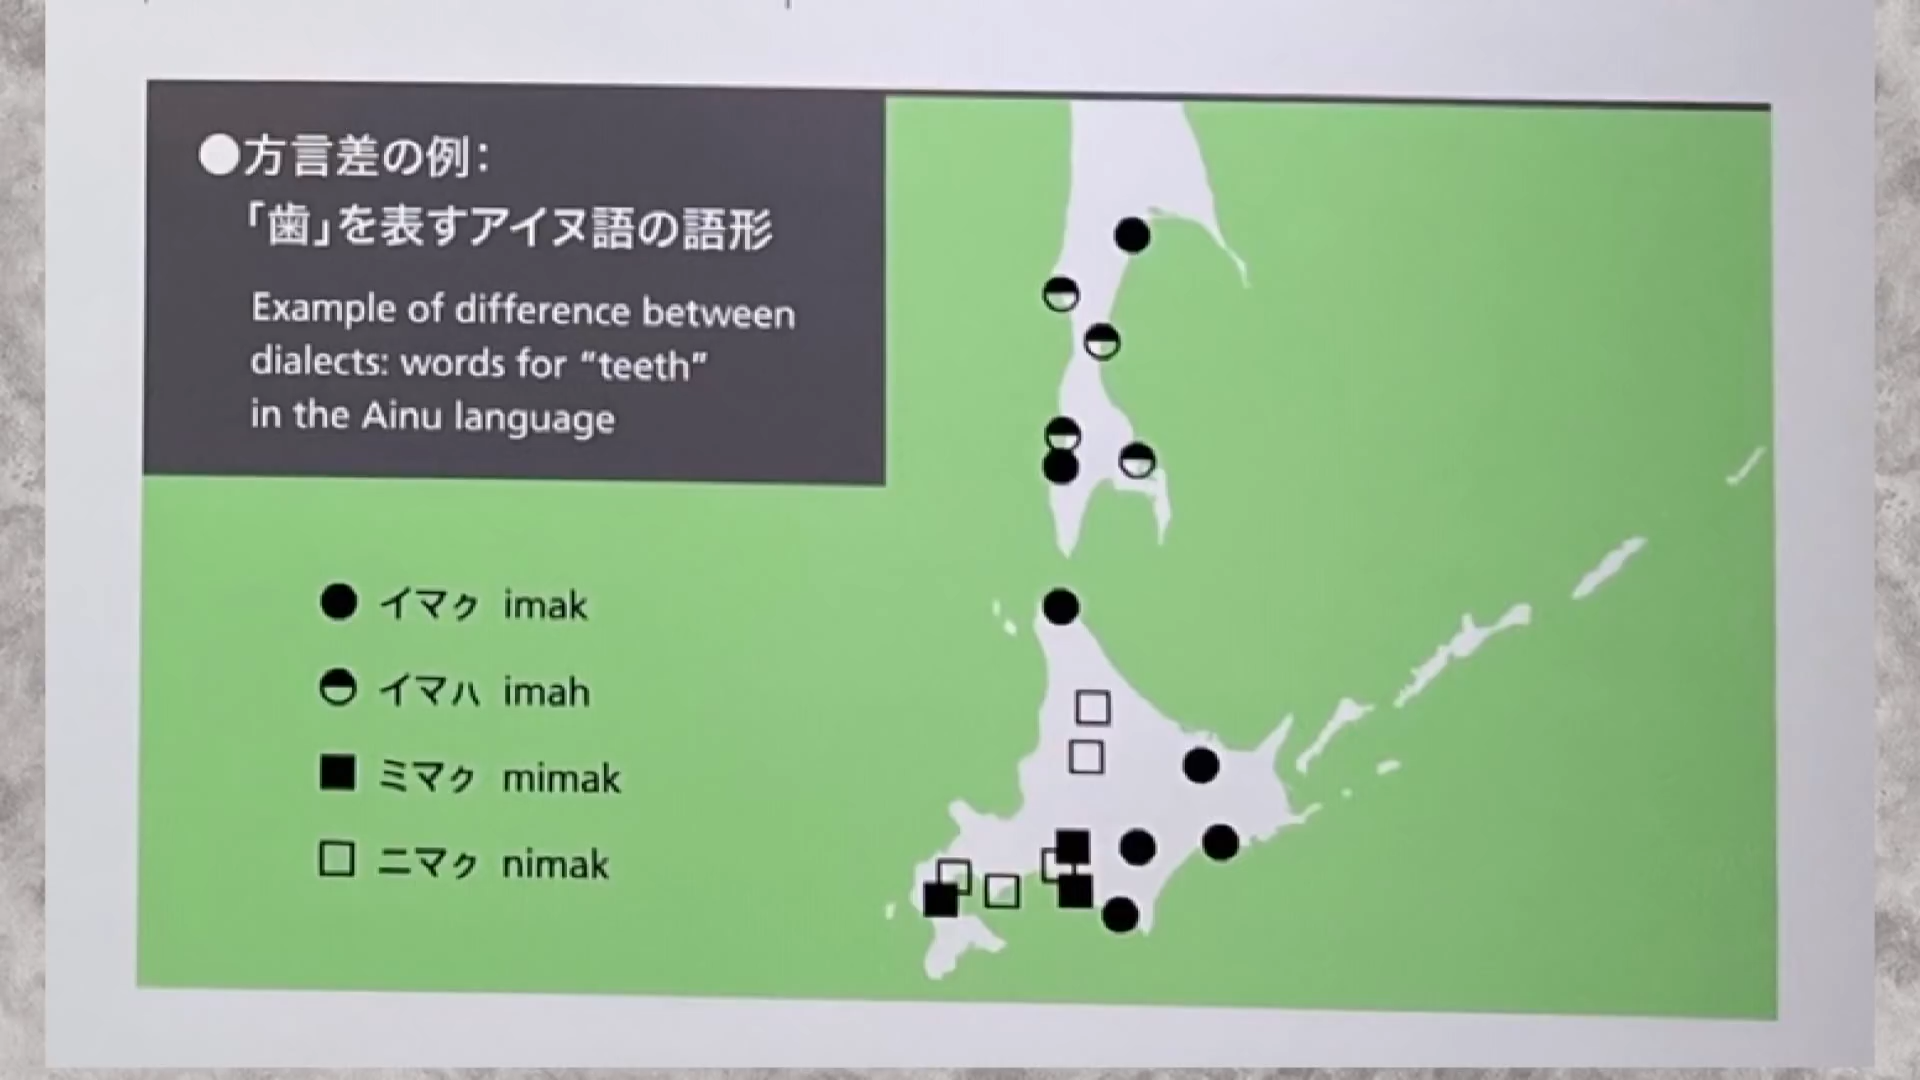 ●方言差の例:
「歯」を表すアイヌ語の語形
Example of difference between
dialects: words for “teeth”
in the Ainu language
イマㇰ imak
イマㇵ imah
ミマㇰ mimak
ニマㇰ nimak